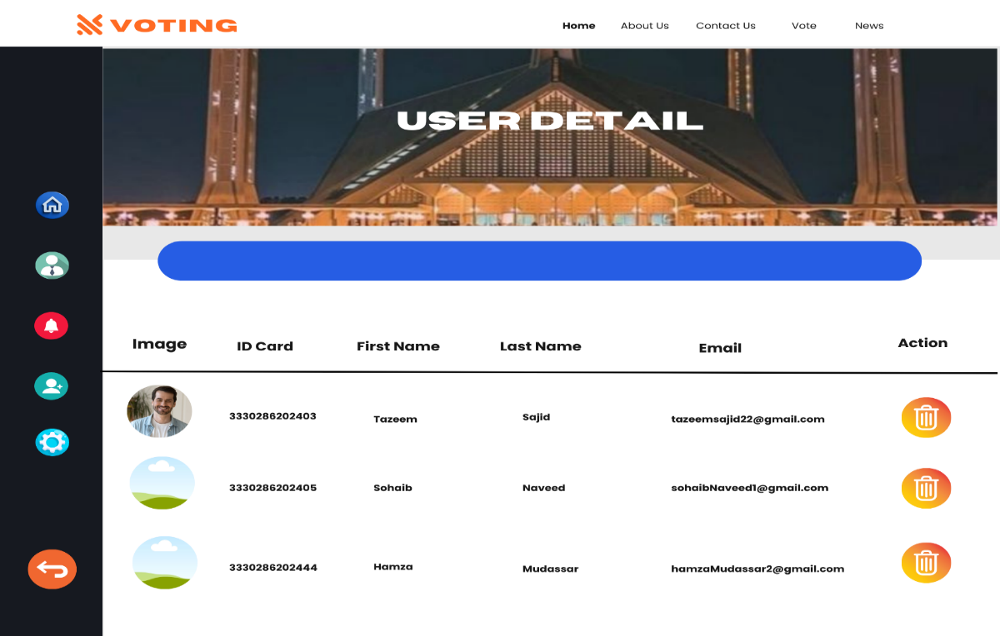 VOTING
Home About Us Contact Us Vote News
USER DETAIL
Image ID Card First Name Last Name Email Action
3330286202403 Tazeem Sajid tazeemsajid22@gmail.com
3330286202405 Sohaib Naveed sohaibNaveed1@gmail.com
3330286202444 Hamza Mudassar hamzaMudassar2@gmail.com